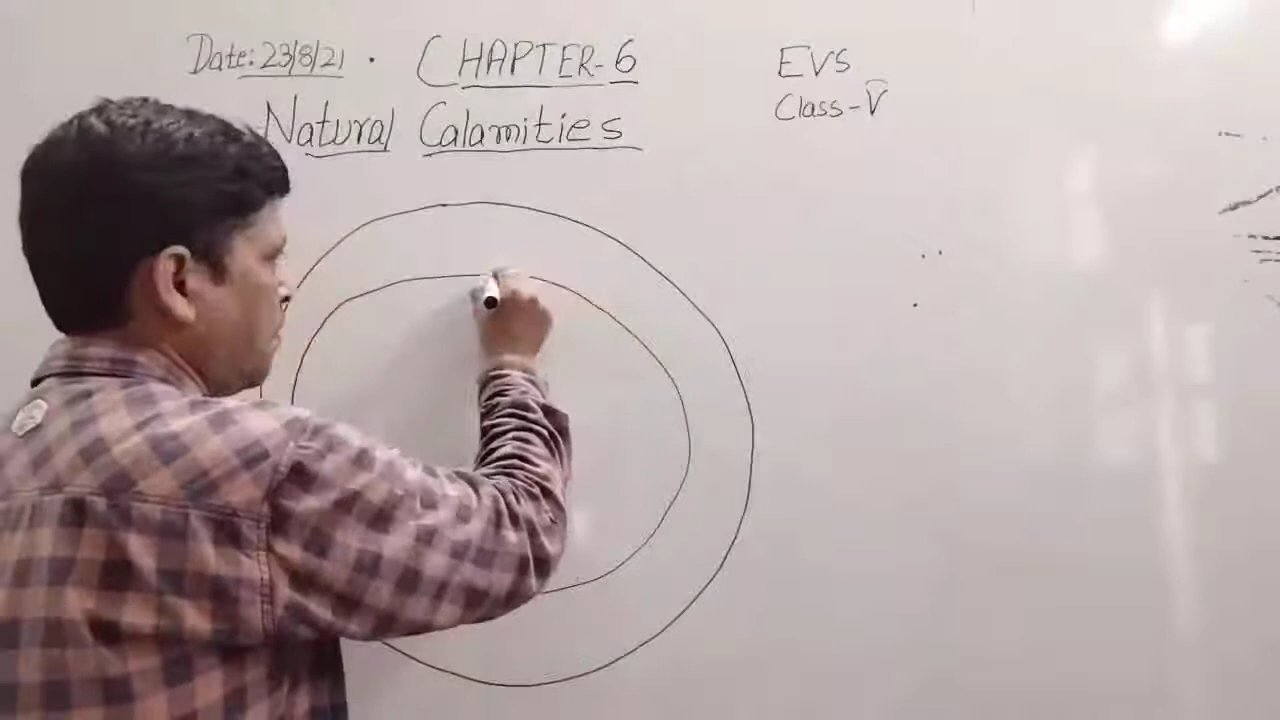 Date: 23/8/21 . CHAPTER-6
Natural Calamities
EVS
Class-V